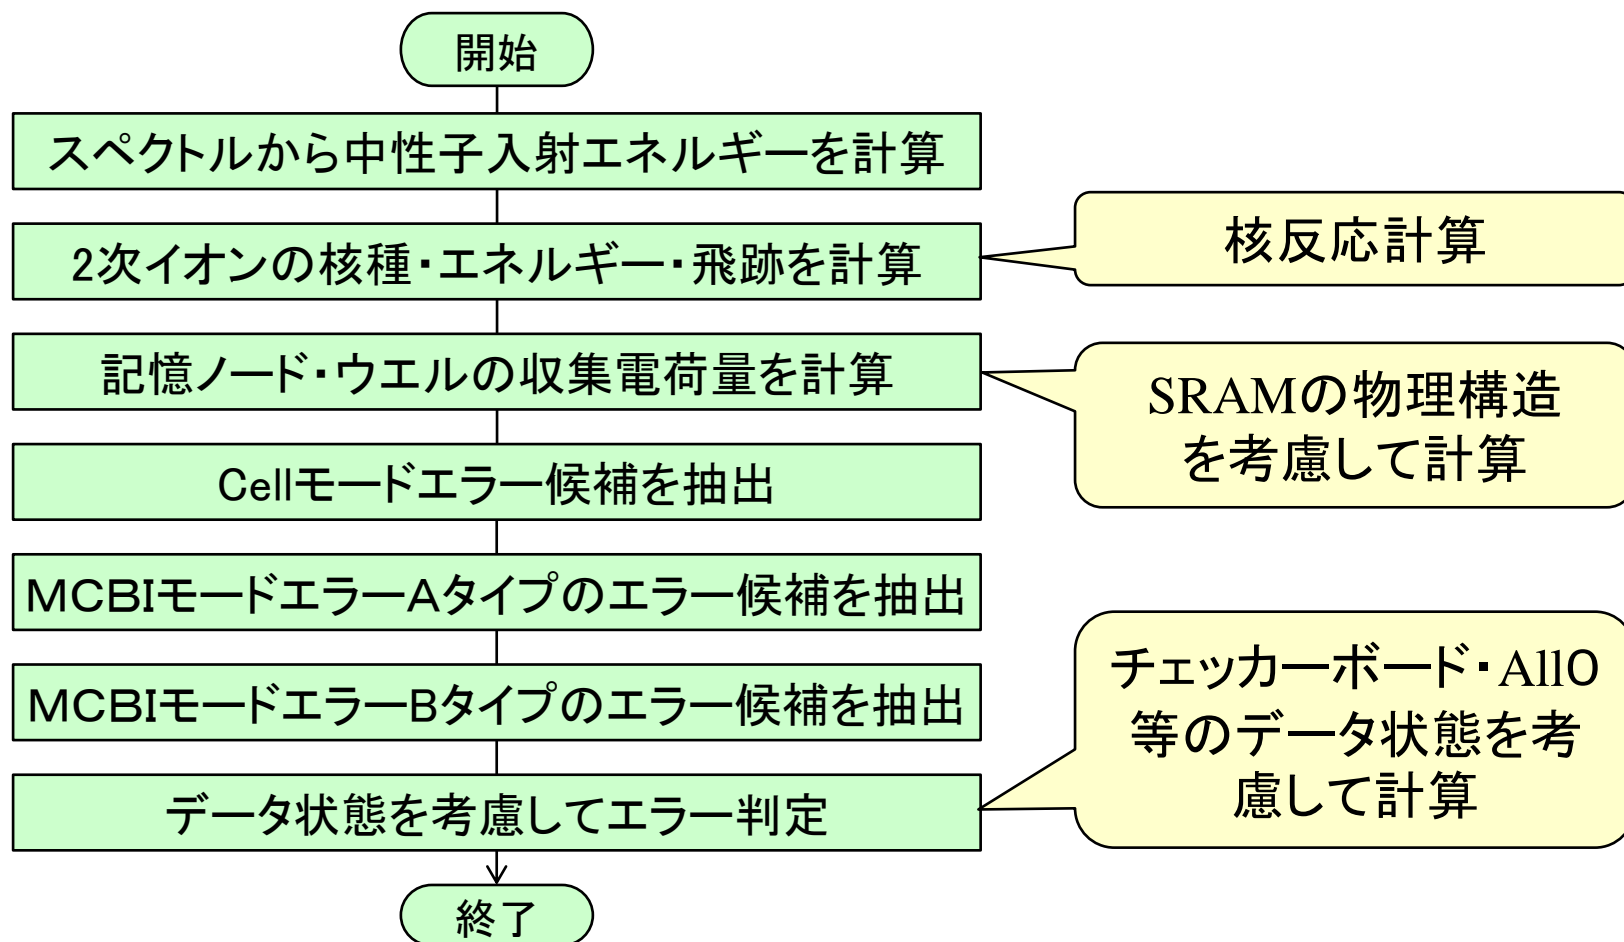 開始
スペクトルから中性子入射エネルギーを計算
2次イオンの核種・エネルギー・飛跡を計算
核反応計算
記憶ノード・ウエルの収集電荷量を計算
SRAMの物理構造
を考慮して計算
Cellモードエラー候補を抽出
MCBIモードエラーAタイプのエラー候補を抽出
MCBIモードエラーBタイプのエラー候補を抽出
チェッカーボード・All0
等のデータ状態を考
慮して計算
データ状態を考慮してエラー判定
終了